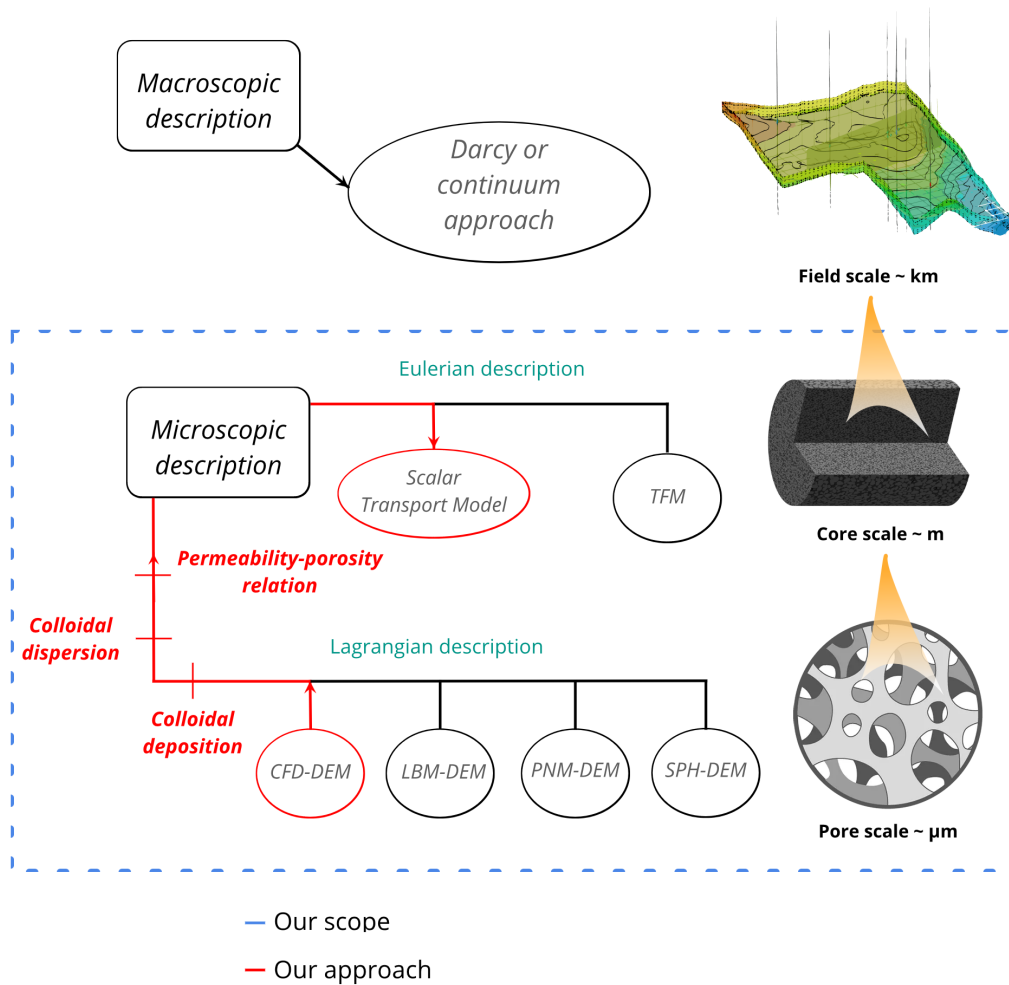 Macroscopic
description
Darcy or
continuum
approach
Field scale ~ km
Eulerian description
Microscopic
description
Scalar
Transport Model
TFM
Core scale ~ m
Permeability-porosity
relation
Colloidal
dispersion
Lagrangian description
Colloidal
deposition
CFD-DEM
LBM-DEM
PNM-DEM
SPH-DEM
Pore scale ~ μm
Our scope
Our approach